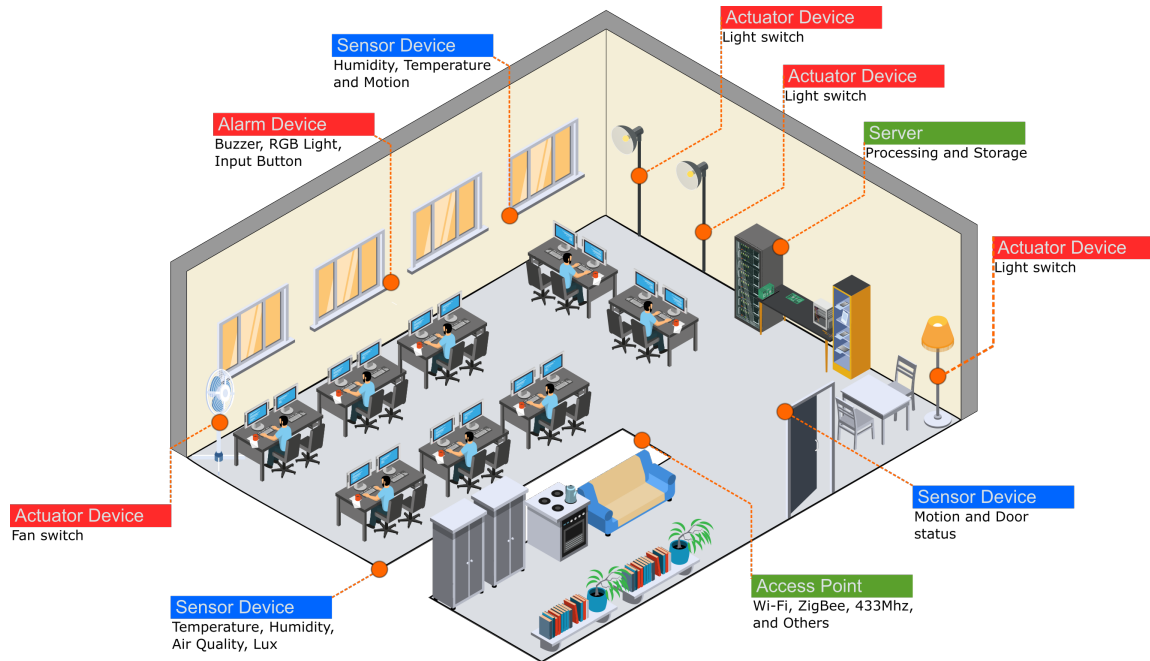 Actuator Device
Light switch
Sensor Device
Humidity, Temperature
and Motion
Actuator Device
Light switch
Alarm Device
Buzzer, RGB Light,
Input Button
Server
Processing and Storage
Actuator Device
Light switch
Actuator Device
Fan switch
Sensor Device
Motion and Door
status
Sensor Device
Temperature, Humidity,
Air Quality, Lux
Access Point
Wi-Fi, ZigBee, 433Mhz,
and Others